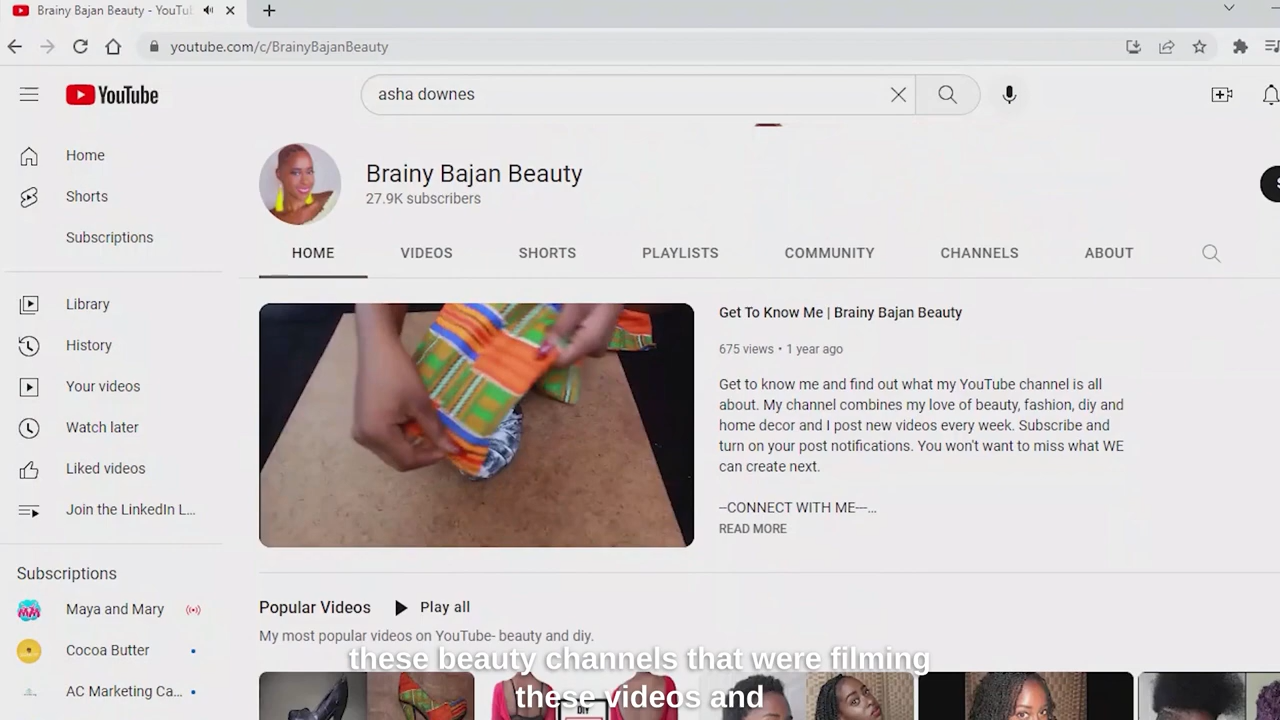 Brainy Bajan Beauty - YouTu
youtube.com/c/BrainyBajanBeauty
YouTube
asha downes
Home
Shorts
Subscriptions
Library
History
Your videos
Watch later
Liked videos
Join the LinkedIn L...
Subscriptions
Maya and Mary
Cocoa Butter
AC Marketing Ca...
Brainy Bajan Beauty
27.9K subscribers
HOME VIDEOS SHORTS PLAYLISTS COMMUNITY CHANNELS ABOUT
Get To Know Me | Brainy Bajan Beauty
675 views • 1 year ago
Get to know me and find out what my YouTube channel is all
about. My channel combines my love of beauty, fashion, diy and
home decor and I post new videos every week. Subscribe and
turn on your post notifications. You won't want to miss what WE
can create next.
--CONNECT WITH ME---...
READ MORE
Popular Videos Play all
My most popular videos on YouTube- beauty and diy.
these beauty channels that were filming
these videos and
DIY